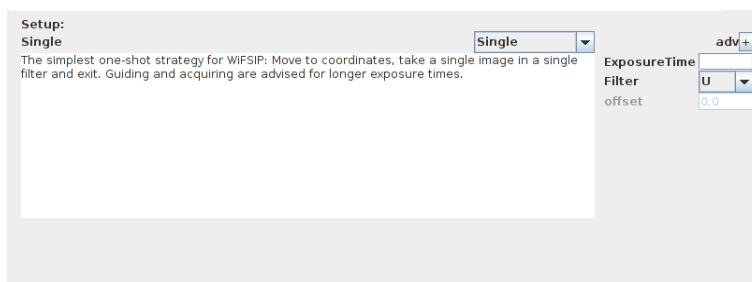 Setup:
Single Single adv +
The simplest one-shot strategy for WiFSIP: Move to coordinates, take a single image in a single
filter and exit. Guiding and acquiring are advised for longer exposure times.
ExposureTime
Filter U
offset 0.0